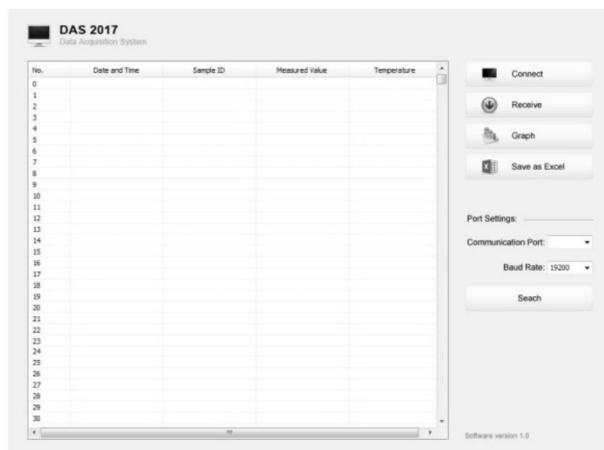 DAS 2017
Data Acquisition System
No. Date and Time Sample ID Measured Value Temperature
0
1
2
3
4
5
6
7
8
9
10
11
12
13
14
15
16
17
18
19
20
21
22
23
24
25
26
27
28
29
30
Connect
Receive
Graph
Save as Excel
Port Settings:
Communication Port:
Baud Rate: 19200
Seach
Software version 1.0